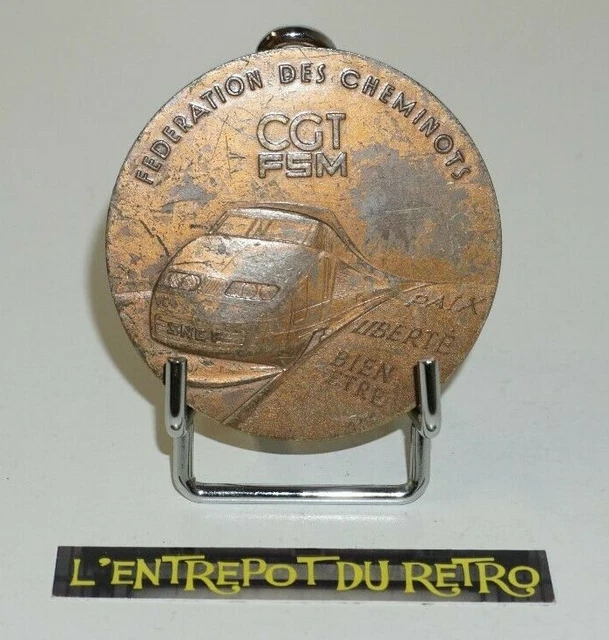 FEDERATION DES CHEMINOTS
CGT
FSM
SNCF
PAIX
LIBERTÉ
BIEN
ETRE
L'ENTREPOT DU RETRO